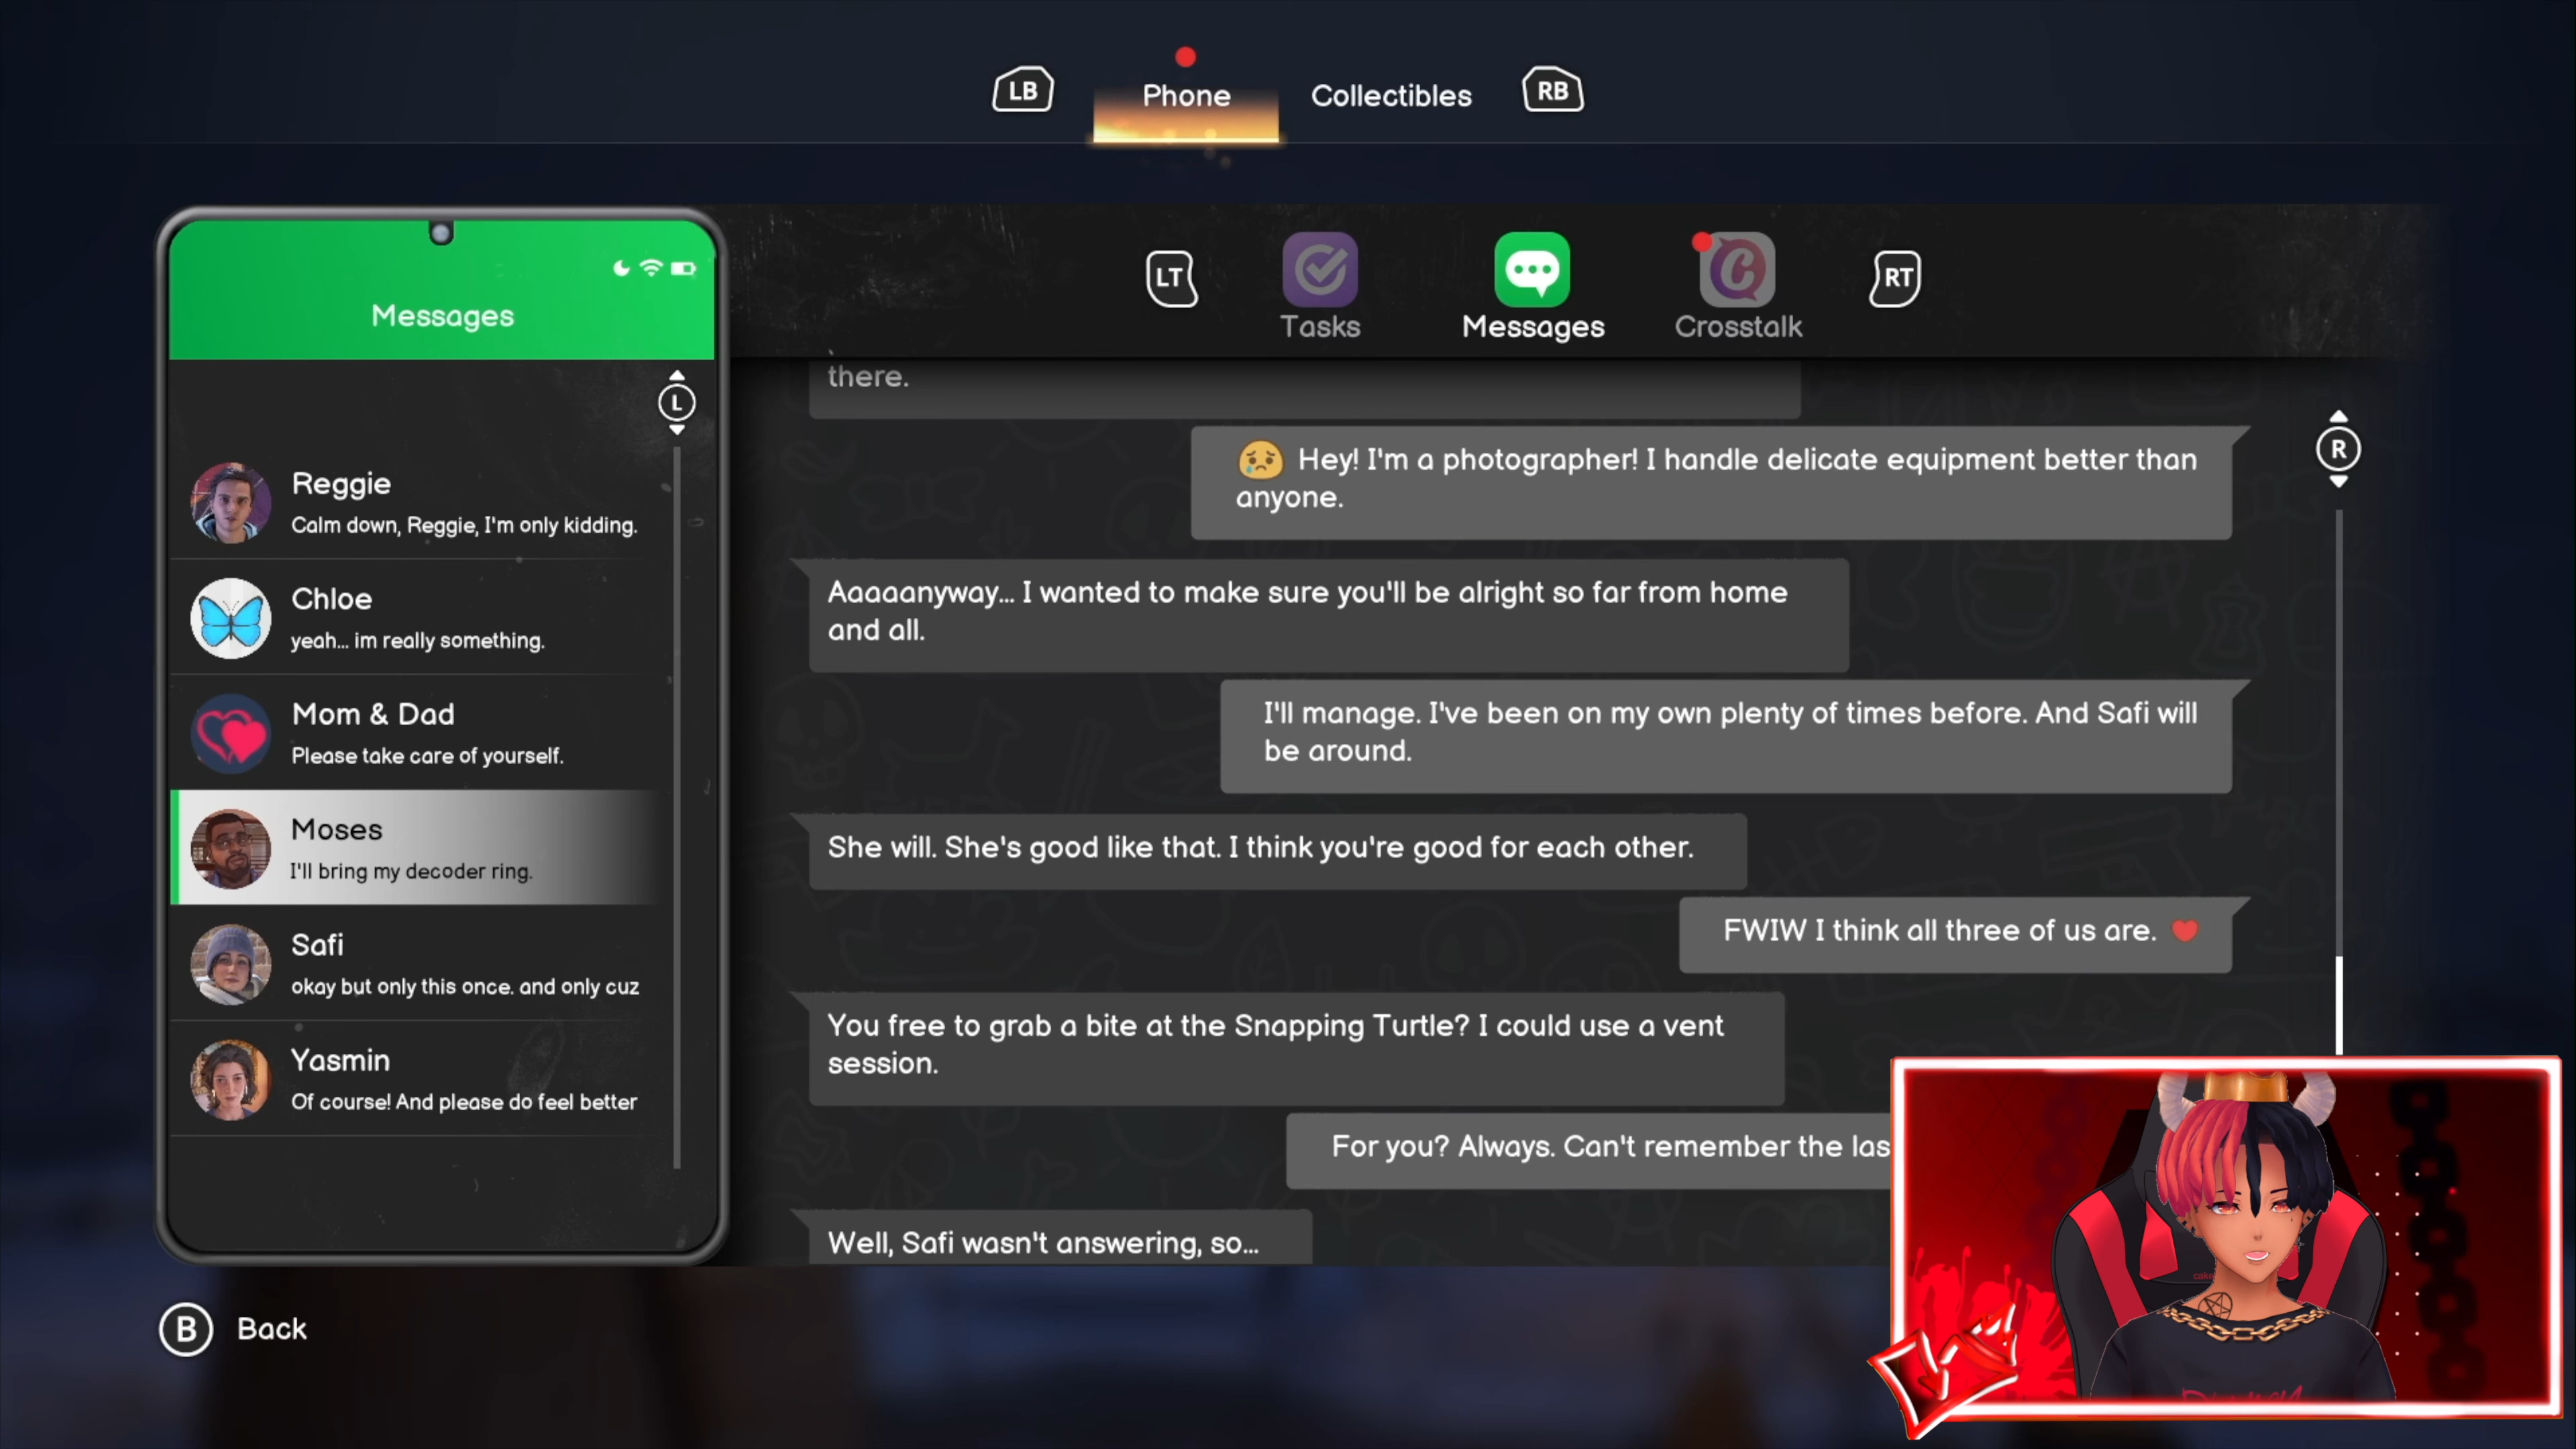 LB
Phone
Collectibles
RB
Messages
L
Reggie
Calm down, Reggie, I'm only kidding.
Chloe
yeah... im really something.
Mom & Dad
Please take care of yourself.
Moses
I'll bring my decoder ring.
Safi
okay but only this once. and only cuz
Yasmin
Of course! And please do feel better
LT
Tasks
Messages
Crosstalk
RT
R
there.
😢 Hey! I'm a photographer! I handle delicate equipment better than
anyone.
Aaaaanyway... I wanted to make sure you'll be alright so far from home
and all.
I'll manage. I've been on my own plenty of times before. And Safi will
be around.
She will. She's good like that. I think you're good for each other.
FWIW I think all three of us are. ❤️
You free to grab a bite at the Snapping Turtle? I could use a vent
session.
For you? Always. Can't remember the las
Well, Safi wasn't answering, so...
B Back